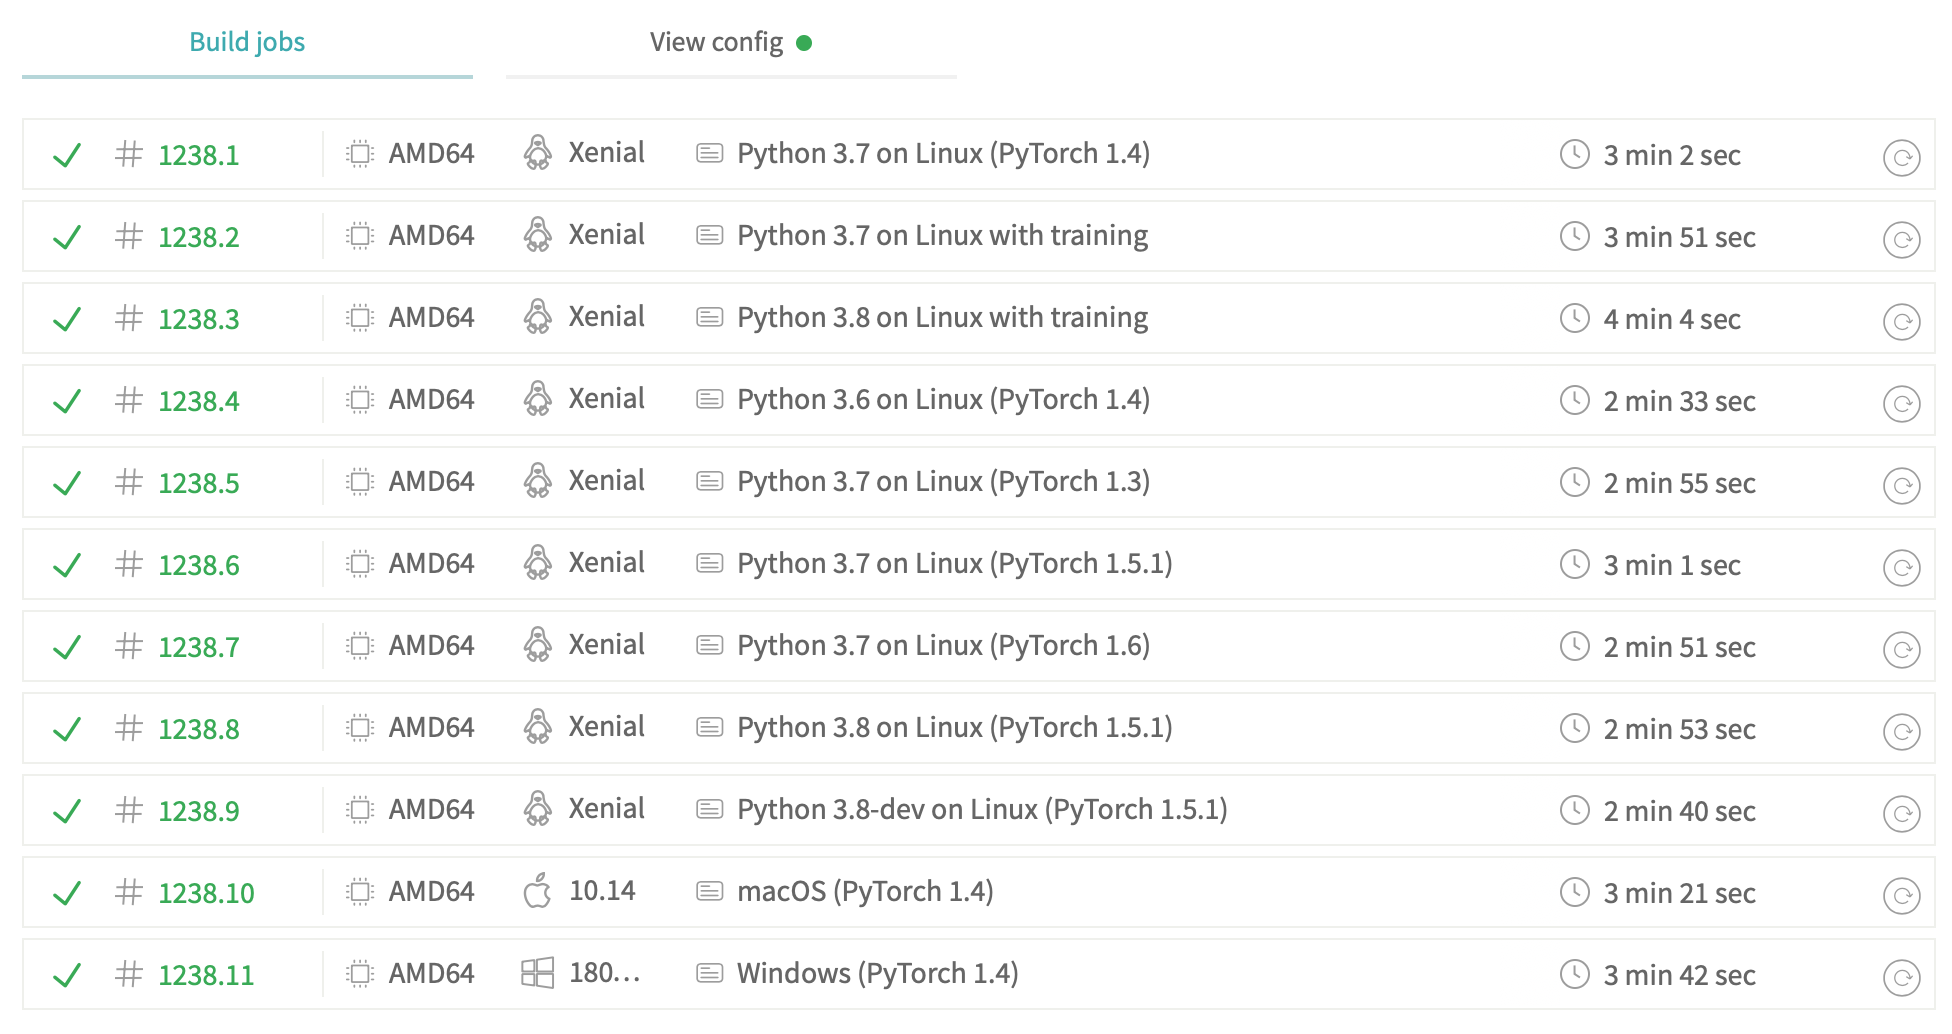 Build jobs View config
# 1238.1 AMD64 Xenial Python 3.7 on Linux (PyTorch 1.4) 3 min 2 sec
# 1238.2 AMD64 Xenial Python 3.7 on Linux with training 3 min 51 sec
# 1238.3 AMD64 Xenial Python 3.8 on Linux with training 4 min 4 sec
# 1238.4 AMD64 Xenial Python 3.6 on Linux (PyTorch 1.4) 2 min 33 sec
# 1238.5 AMD64 Xenial Python 3.7 on Linux (PyTorch 1.3) 2 min 55 sec
# 1238.6 AMD64 Xenial Python 3.7 on Linux (PyTorch 1.5.1) 3 min 1 sec
# 1238.7 AMD64 Xenial Python 3.7 on Linux (PyTorch 1.6) 2 min 51 sec
# 1238.8 AMD64 Xenial Python 3.8 on Linux (PyTorch 1.5.1) 2 min 53 sec
# 1238.9 AMD64 Xenial Python 3.8-dev on Linux (PyTorch 1.5.1) 2 min 40 sec
# 1238.10 AMD64 10.14 macOS (PyTorch 1.4) 3 min 21 sec
# 1238.11 AMD64 180… Windows (PyTorch 1.4) 3 min 42 sec